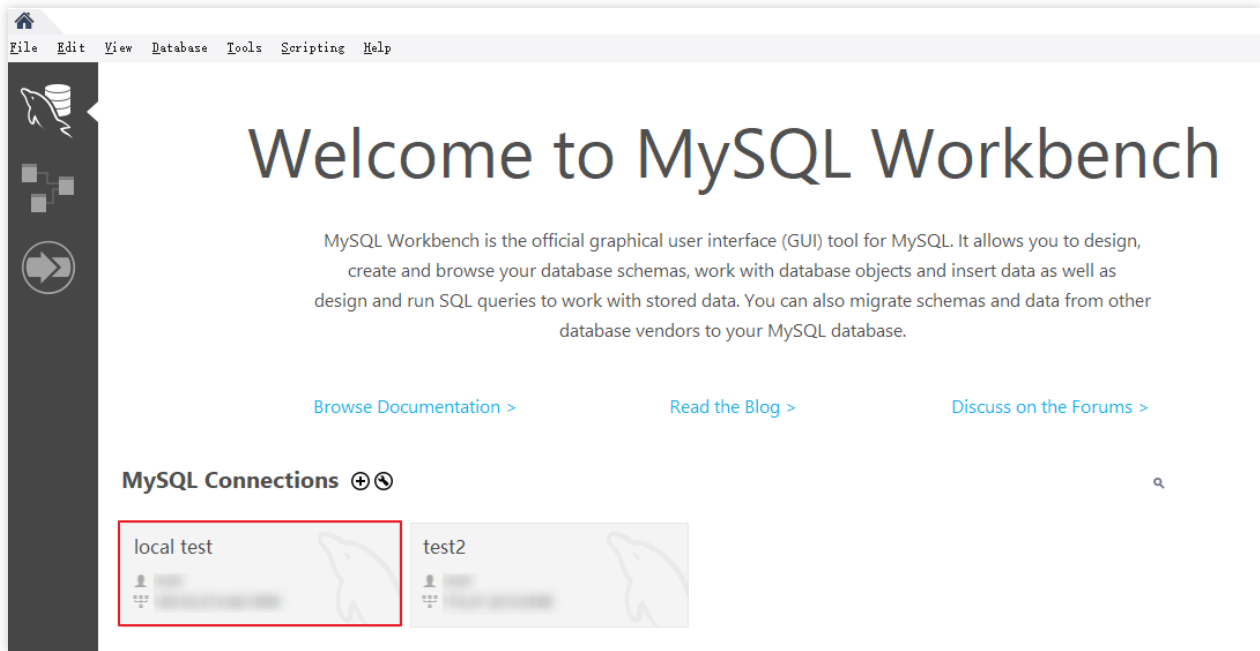 File Edit View Database Tools Scripting Help
Welcome to MySQL Workbench
MySQL Workbench is the official graphical user interface (GUI) tool for MySQL. It allows you to design,
create and browse your database schemas, work with database objects and insert data as well as
design and run SQL queries to work with stored data. You can also migrate schemas and data from other
database vendors to your MySQL database.
Browse Documentation > Read the Blog > Discuss on the Forums >
MySQL Connections
local test test2